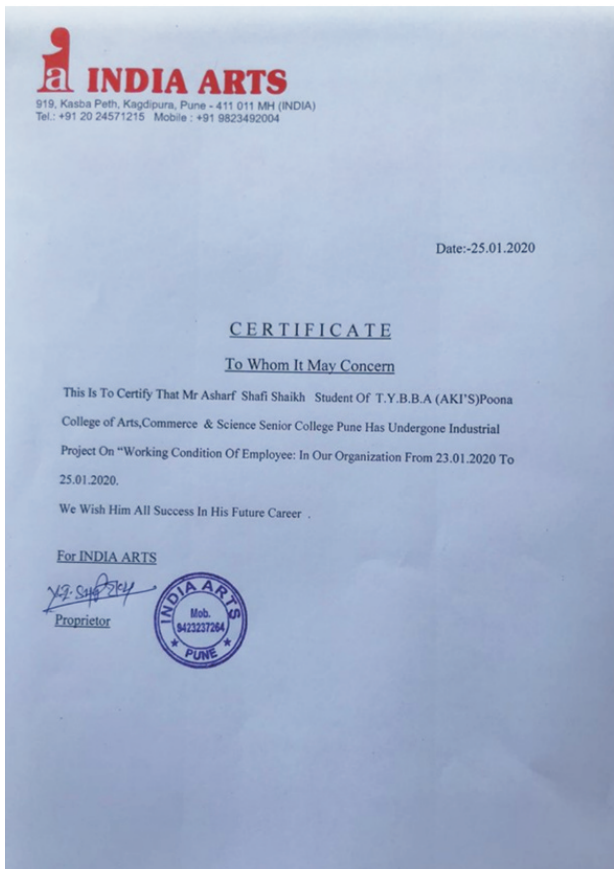 a INDIA ARTS
919, Kasba Peth, Kagdipura, Pune - 411 011 MH (INDIA)
Tel.: +91 20 24571215 Mobile : +91 9823492004
Date:-25.01.2020
CERTIFICATE
To Whom It May Concern
This Is To Certify That Mr Asharf Shafi Shaikh Student Of T.Y.B.B.A (AKI'S)Poona
College of Arts,Commerce & Science Senior College Pune Has Undergone Industrial
Project On “Working Condition Of Employee: In Our Organization From 23.01.2020 To
25.01.2020.
We Wish Him All Success In His Future Career .
For INDIA ARTS
Proprietor
INDIA ARTS
Mob.
9423237264
★ PUNE ★